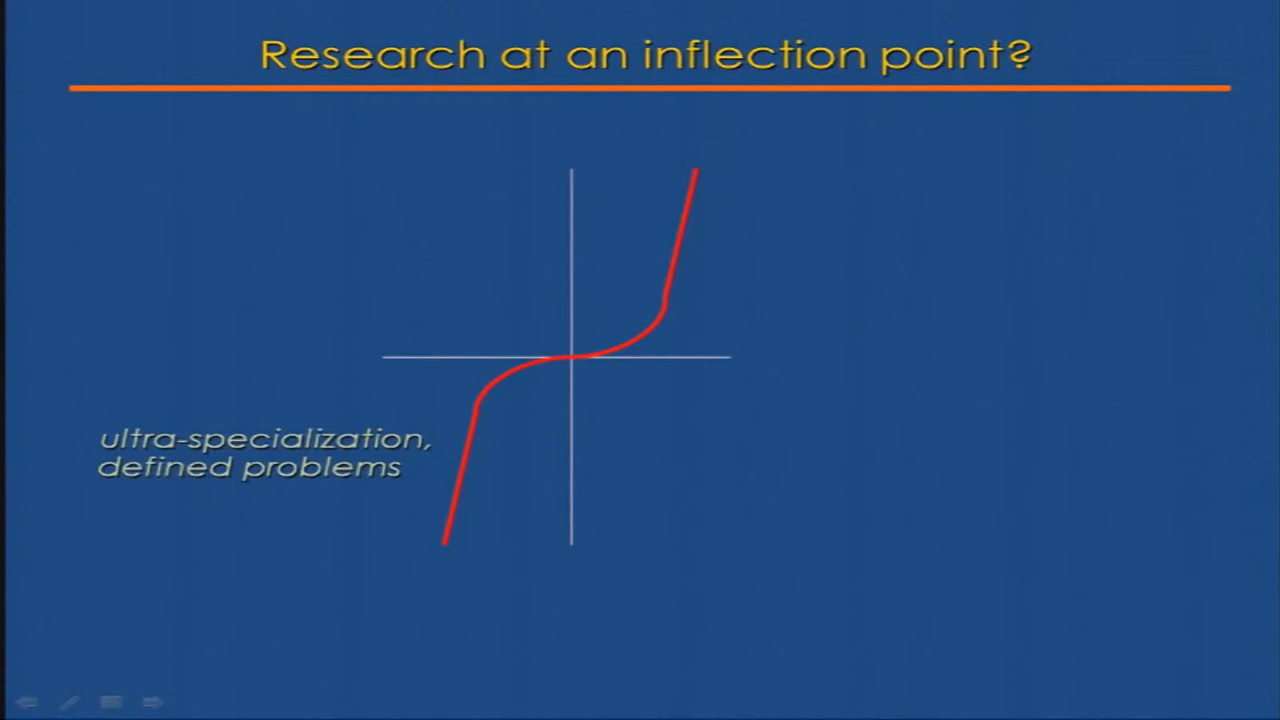 Research at an inflection point?
ultra-specialization,
defined problems